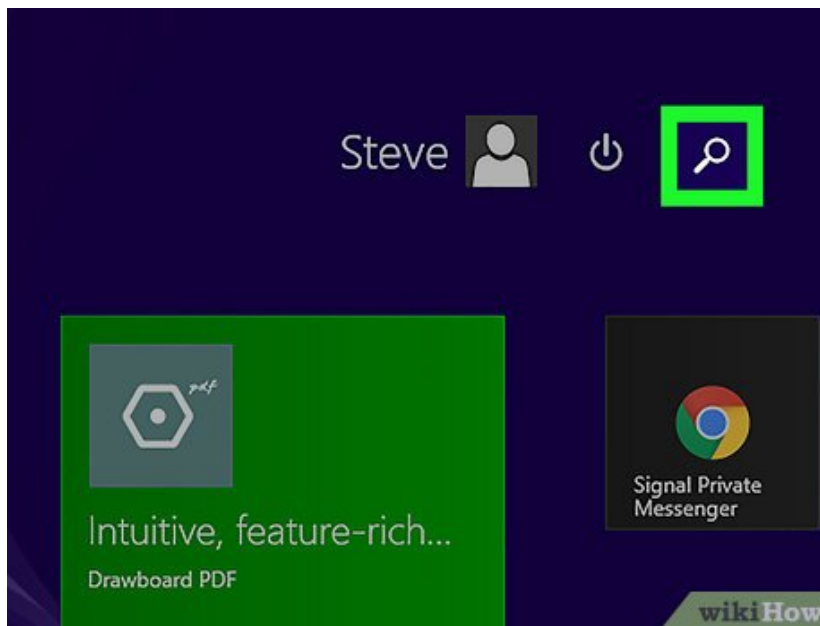 Steve
pdf
Intuitive, feature-rich...
Drawboard PDF
Signal Private
Messenger
wikiHow